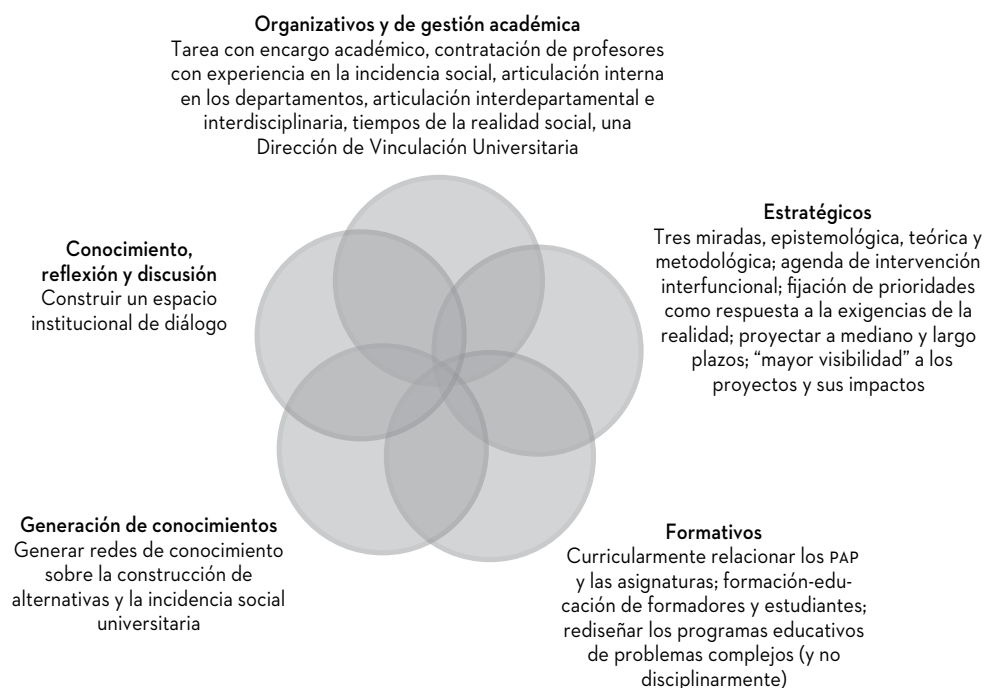 Organizativos y de gestión académica
Tarea con encargo académico, contratación de profesores
con experiencia en la incidencia social, articulación interna
en los departamentos, articulación interdepartamental e
interdisciplinaria, tiempos de la realidad social, una
Dirección de Vinculación Universitaria
Estratégicos
Tres miradas, epistemológica, teórica y
metodológica; agenda de intervención
interfuncional; fijación de prioridades
como respuesta a la exigencias de la
realidad; proyectar a mediano y largo
plazos; “mayor visibilidad” a los
proyectos y sus impactos
Conocimiento,
reflexión y discusión
Construir un espacio
institucional de diálogo
Generación de conocimientos
Generar redes de conocimiento
sobre la construcción de
alternativas y la incidencia social
universitaria
Formativos
Curricularmente relacionar los PAP
y las asignaturas; formación-edu-
cación de formadores y estudiantes;
rediseñar los programas educativos
de problemas complejos (y no
disciplinarmente)